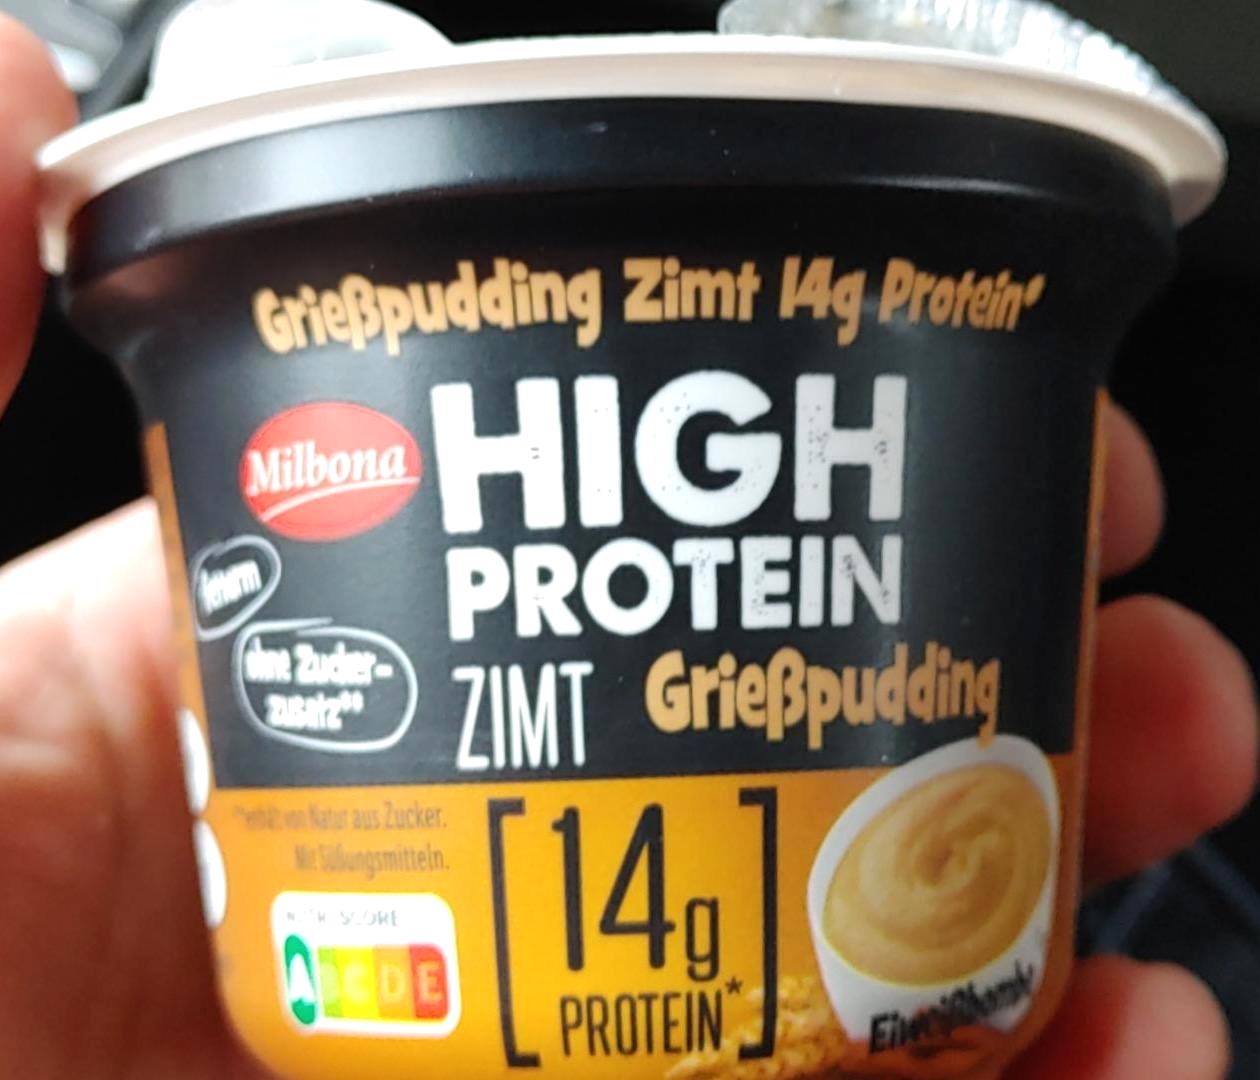 Grießpudding Zimt 14g Protein*
Milbona
HIGH
PROTEIN
ZIMT Grießpudding
ohne Zucker-
zusatz**
**enthält von Natur aus Zucker.
Mit Süßungsmitteln.
NUTRI-SCORE
A B C D E
[14g
PROTEIN*]